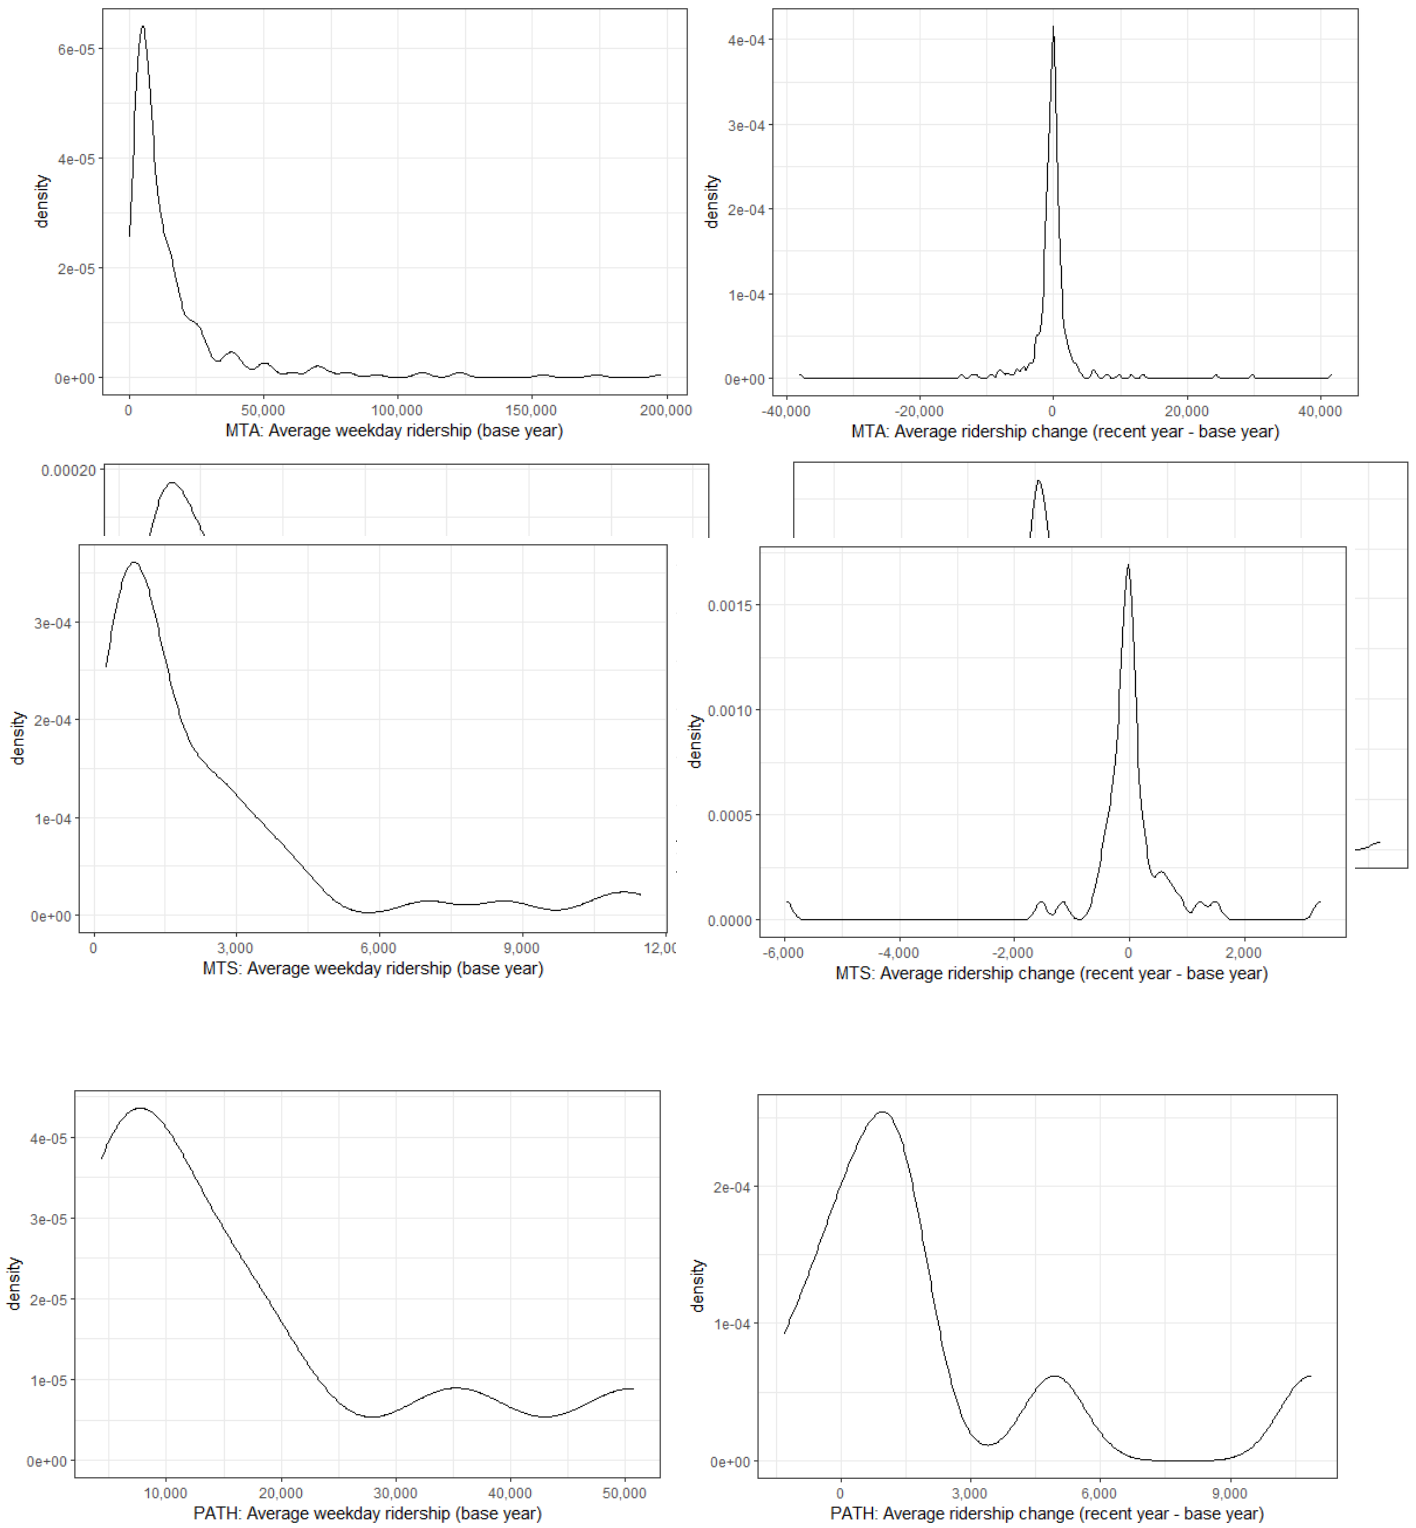 6e-05
4e-05
2e-05
0e+00
density
0 50,000 100,000 150,000 200,000
MTA: Average weekday ridership (base year)
4e-04
3e-04
2e-04
1e-04
0e+00
density
-40,000 -20,000 0 20,000 40,000
MTA: Average ridership change (recent year - base year)
0.00020
3e-04
2e-04
1e-04
0e+00
density
0 3,000 6,000 9,000
MTS: Average weekday ridership (base year)
0.0015
0.0010
0.0005
0.0000
density
-6,000 -4,000 -2,000 0 2,000
MTS: Average ridership change (recent year - base year)
4e-05
3e-05
2e-05
1e-05
0e+00
density
10,000 20,000 30,000 40,000 50,000
PATH: Average weekday ridership (base year)
2e-04
1e-04
0e+00
density
0 3,000 6,000 9,000
PATH: Average ridership change (recent year - base year)